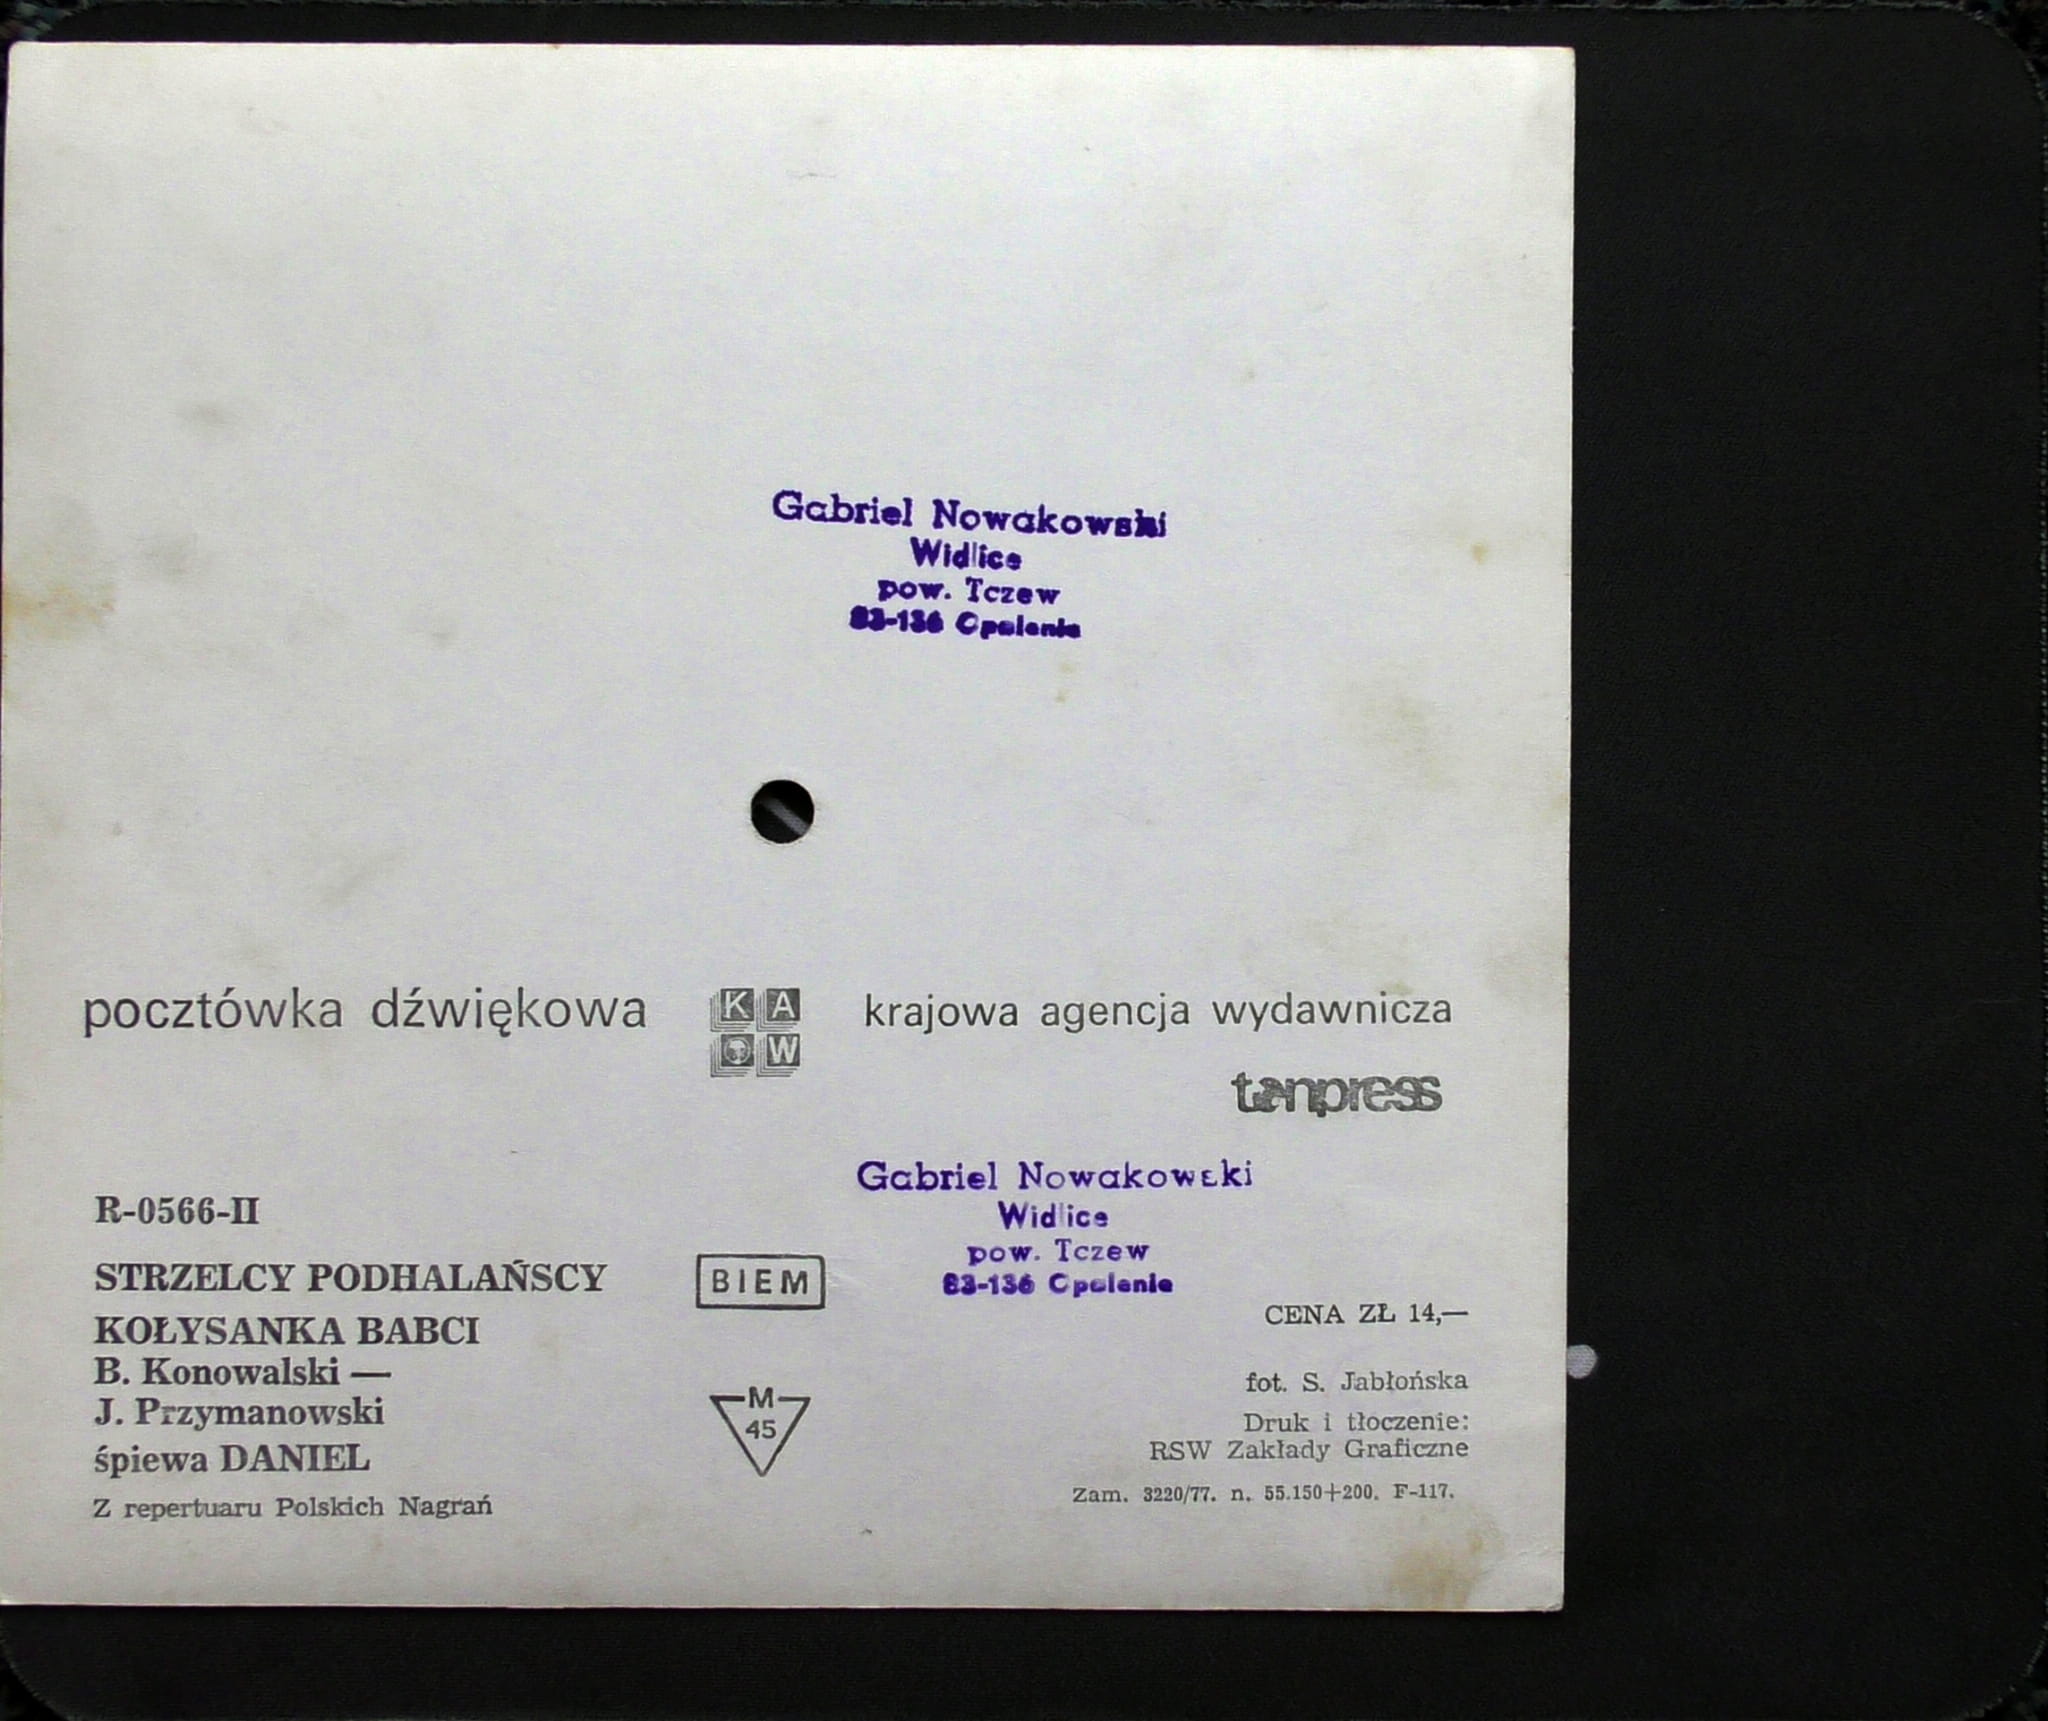 Gabriel Nowakowski
Widlice
pow. Tczew
83-136 Opalenie
pocztówka dźwiękowa
K A
W
krajowa agencja wydawnicza
tonpress
Gabriel Nowakowski
Widlice
pow. Tczew
83-136 Opalenie
R-0566-II
STRZELCY PODHALAŃSCY
KOŁYSANKA BABCI
B. Konowalski —
J. Przymanowski
śpiewa DANIEL
Z repertuaru Polskich Nagrań
BIEM
M
45
CENA ZŁ 14,—
fot. S. Jabłońska
Druk i tłoczenie:
RSW Zakłady Graficzne
Zam. 3220/77. n. 55.150+200. F-117.